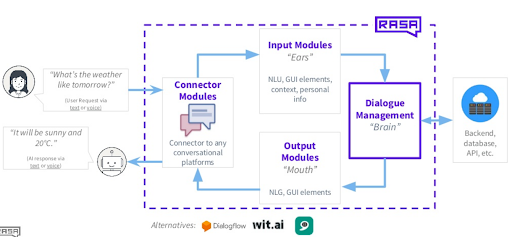 RASA
"What's the weather
like tomorrow?"
(User Request via
text or voice)
"It will be sunny and
20°C."
(AI response via
text or voice)
Connector
Modules
Connector to any
conversational
platforms
Input Modules
"Ears"
NLU, GUI elements,
context, personal
info
Output
Modules
"Mouth"
NLG, GUI elements
Dialogue
Management
"Brain"
Backend,
database,
API, etc.
Alternatives: Dialogflow wit.ai
RASA